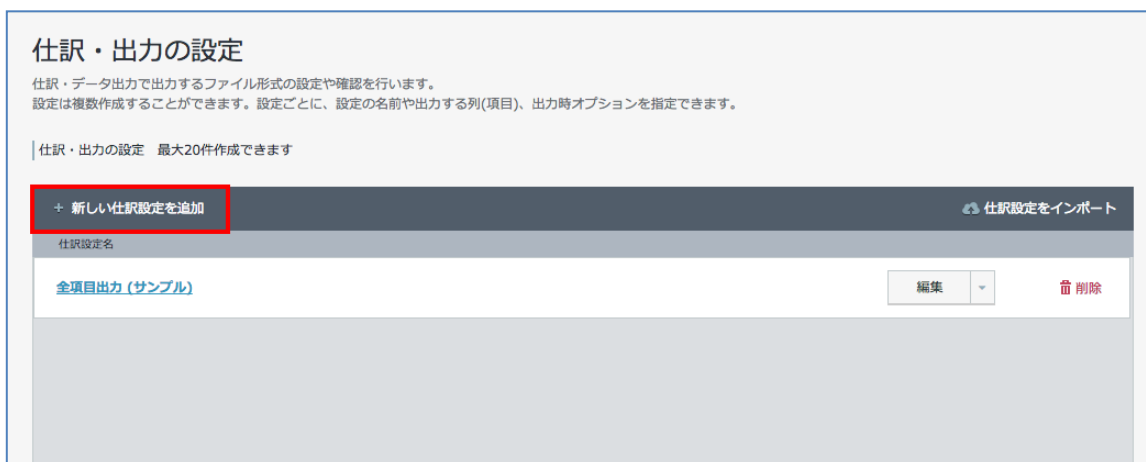 仕訳・出力の設定
仕訳・データ出力で出力するファイル形式の設定や確認を行います。
設定は複数作成することができます。設定ごとに、設定の名前や出力する列(項目)、出力時オプションを指定できます。
仕訳・出力の設定　最大20件作成できます
+ 新しい仕訳設定を追加 仕訳設定をインポート
仕訳設定名
全項目出力 (サンプル) 編集 削除